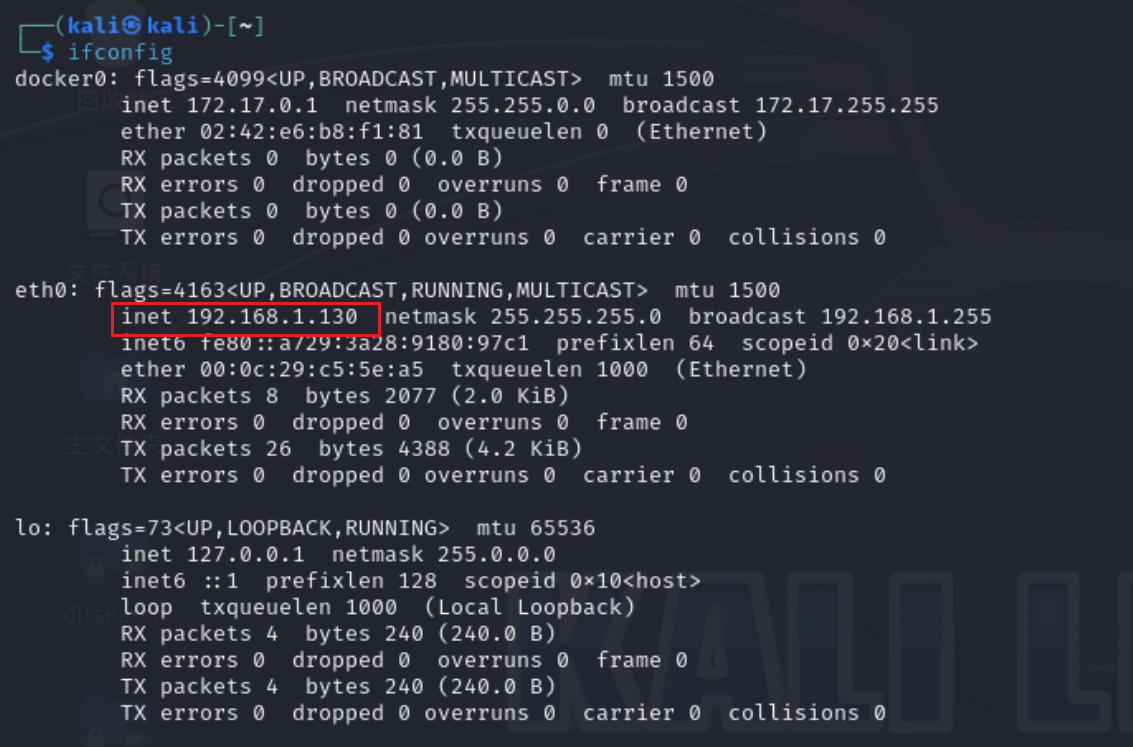 (kali㉿kali)-[~]
$ ifconfig
docker0: flags=4099<UP,BROADCAST,MULTICAST>  mtu 1500
        inet 172.17.0.1  netmask 255.255.0.0  broadcast 172.17.255.255
        ether 02:42:e6:b8:f1:81  txqueuelen 0  (Ethernet)
        RX packets 0  bytes 0 (0.0 B)
        RX errors 0  dropped 0  overruns 0  frame 0
        TX packets 0  bytes 0 (0.0 B)
        TX errors 0  dropped 0 overruns 0  carrier 0  collisions 0

eth0: flags=4163<UP,BROADCAST,RUNNING,MULTICAST>  mtu 1500
        inet 192.168.1.130  netmask 255.255.255.0  broadcast 192.168.1.255
        inet6 fe80::a729:3a28:9180:97c1  prefixlen 64  scopeid 0×20<link>
        ether 00:0c:29:c5:5e:a5  txqueuelen 1000  (Ethernet)
        RX packets 8  bytes 2077 (2.0 KiB)
        RX errors 0  dropped 0  overruns 0  frame 0
        TX packets 26  bytes 4388 (4.2 KiB)
        TX errors 0  dropped 0 overruns 0  carrier 0  collisions 0

lo: flags=73<UP,LOOPBACK,RUNNING>  mtu 65536
        inet 127.0.0.1  netmask 255.0.0.0
        inet6 ::1  prefixlen 128  scopeid 0×10<host>
        loop  txqueuelen 1000  (Local Loopback)
        RX packets 4  bytes 240 (240.0 B)
        RX errors 0  dropped 0  overruns 0  frame 0
        TX packets 4  bytes 240 (240.0 B)
        TX errors 0  dropped 0 overruns 0  carrier 0  collisions 0
文件系统
KALI